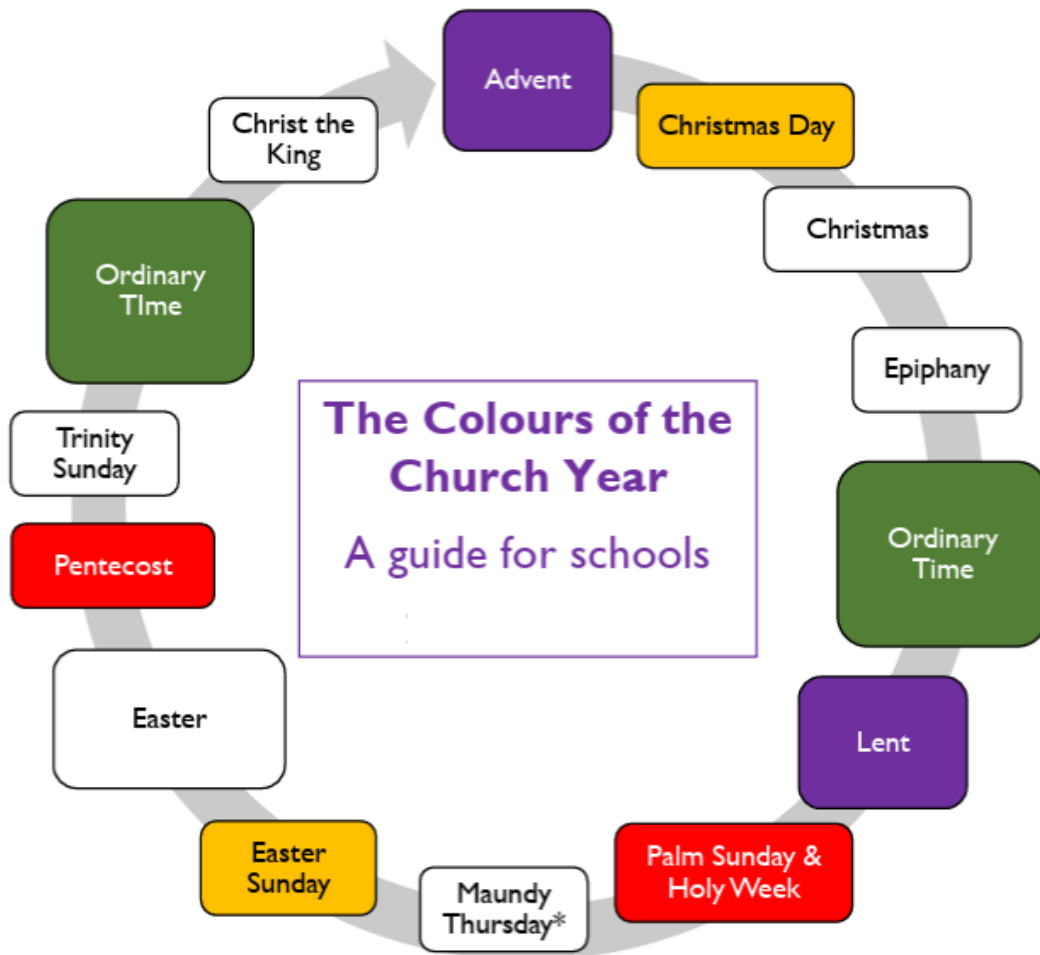 Advent
Christmas Day
Christmas
Epiphany
Ordinary
Time
Lent
Palm Sunday &
Holy Week
Maundy
Thursday*
Easter
Sunday
Easter
Pentecost
Trinity
Sunday
Ordinary
TIme
Christ the
King
The Colours of the
Church Year
A guide for schools